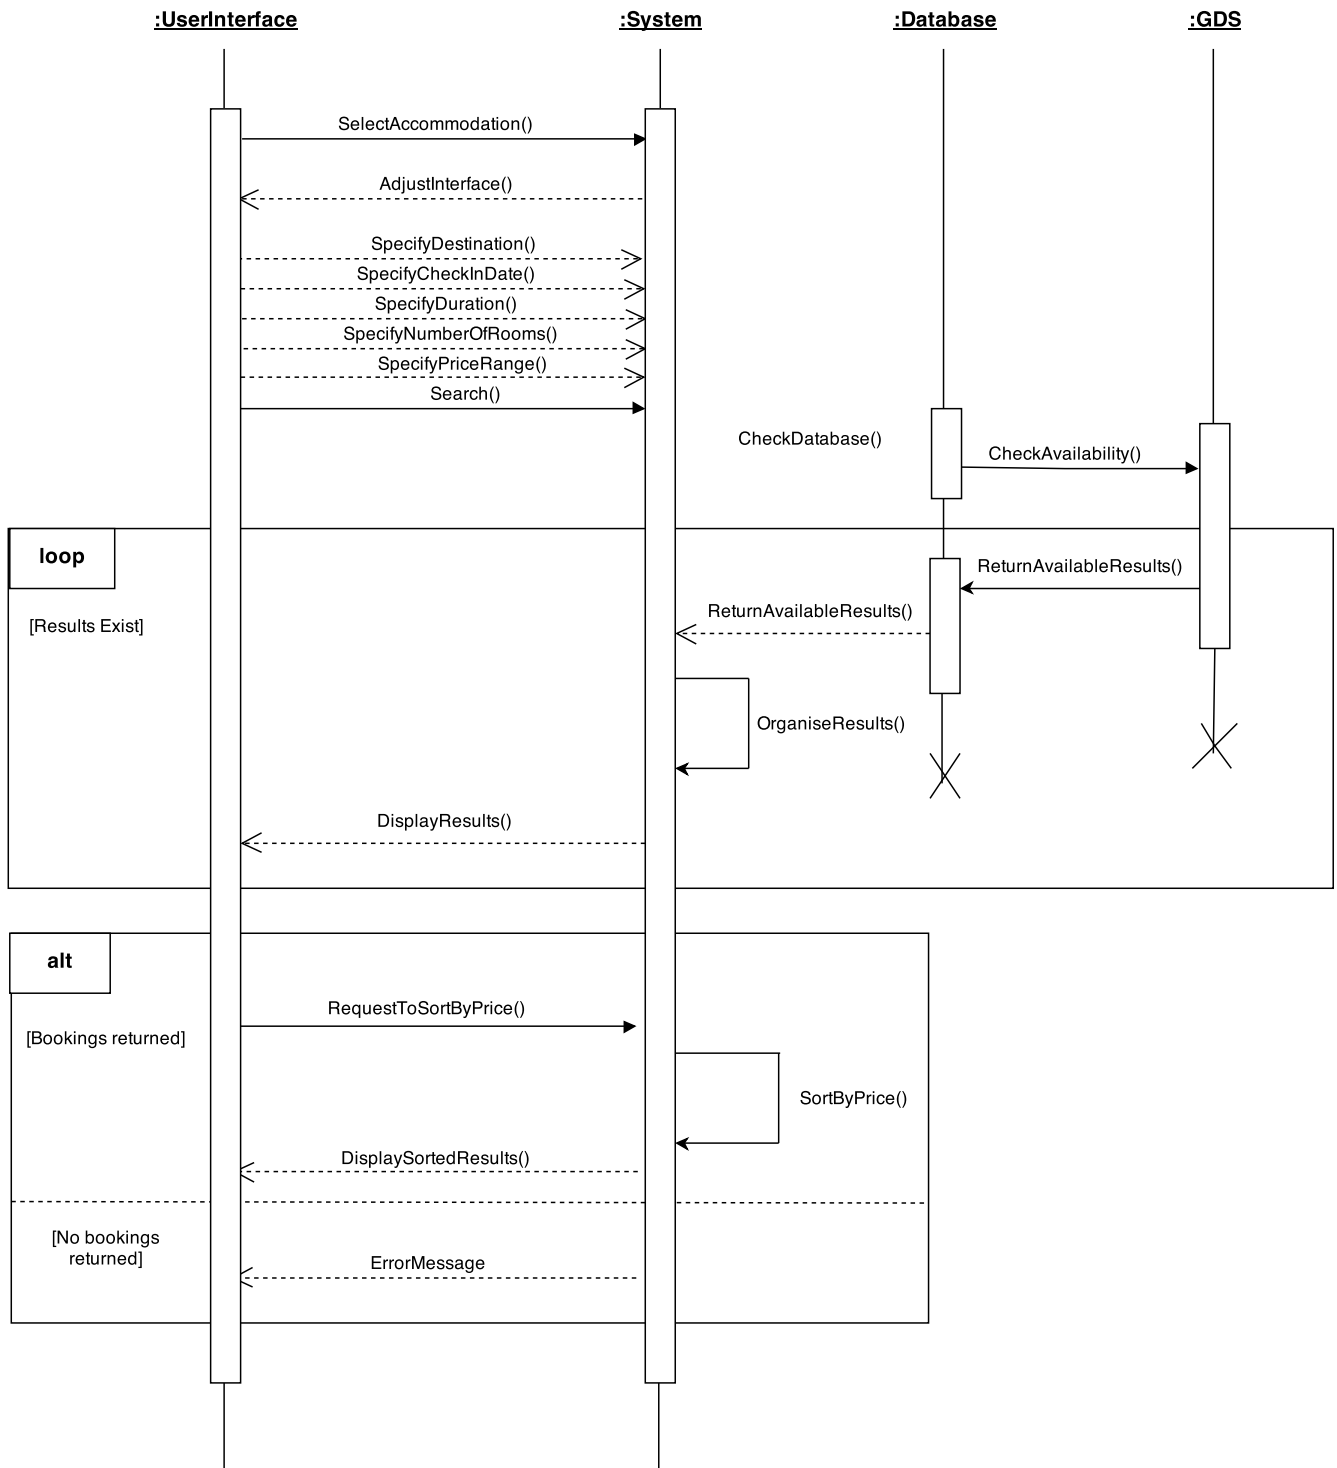 :UserInterface
:System
:Database
:GDS
SelectAccommodation()
AdjustInterface()
SpecifyDestination()
SpecifyCheckInDate()
SpecifyDuration()
SpecifyNumberOfRooms()
SpecifyPriceRange()
Search()
CheckDatabase()
CheckAvailability()
loop
ReturnAvailableResults()
ReturnAvailableResults()
[Results Exist]
OrganiseResults()
DisplayResults()
alt
RequestToSortByPrice()
[Bookings returned]
SortByPrice()
DisplaySortedResults()
[No bookings
returned]
ErrorMessage